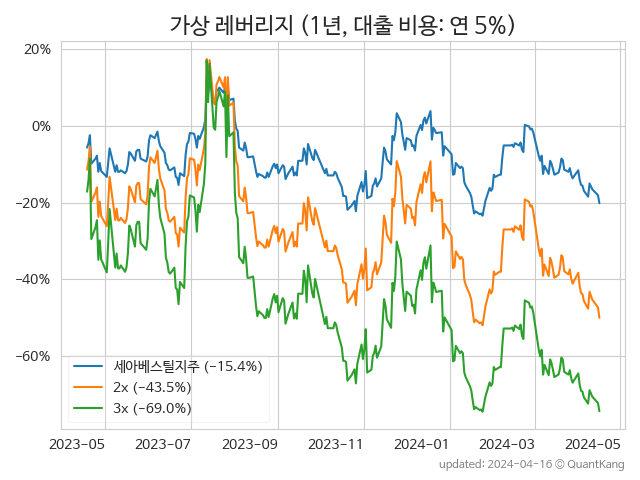 가상 레버리지 (1년, 대출 비용: 연 5%)
20%
0%
−20%
−40%
−60%
세아베스틸지주 (−15.4%)
2x (−43.5%)
3x (−69.0%)
2023-05 2023-07 2023-09 2023-11 2024-01 2024-03 2024-05
updated: 2024-04-16 © QuantKang